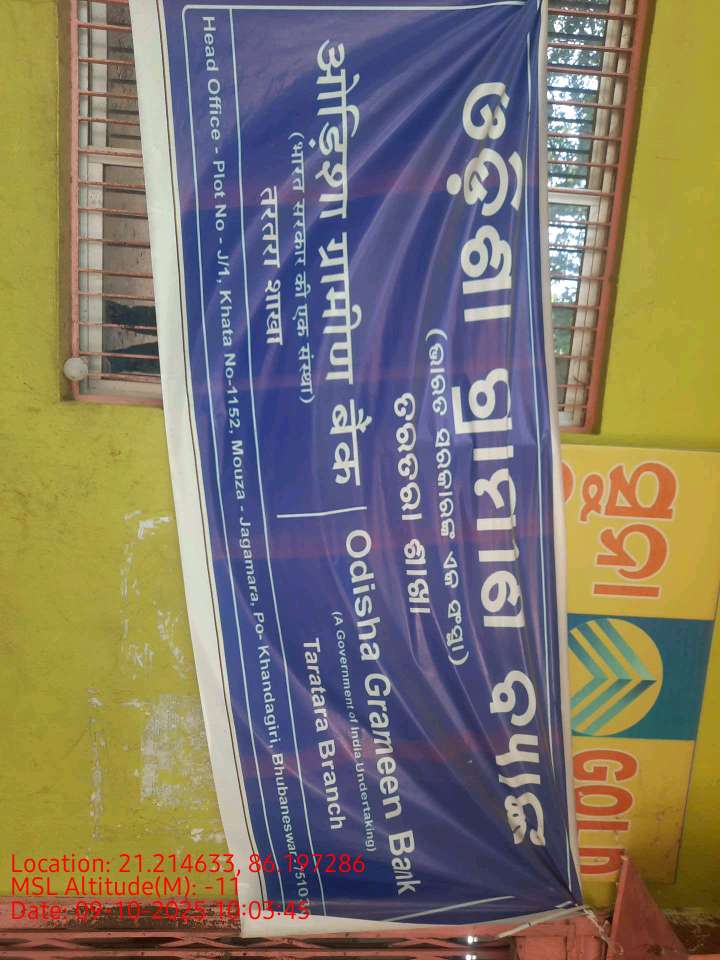 ଓଡ଼ିଶା ଗ୍ରାମୀଣ ବ୍ୟାଙ୍କ
(ଭାରତ ସରକାରଙ୍କ ଏକ ସଂସ୍ଥା)
ତରତରା ଶାଖା
ओड़िशा ग्रामीण बैंक
(भारत सरकार की एक संस्था)
तरतरा शाखा
Odisha Grameen Bank
(A Government of India Undertaking)
Taratara Branch
Head Office - Plot No - J/1, Khata No-1152, Mouza - Jagamara, Po- Khandagiri, Bhubaneswar
GOLD
Location: 21.214633, 86.197286
MSL Altitude(M): -11
Date: 09-10-2025 10:03:45